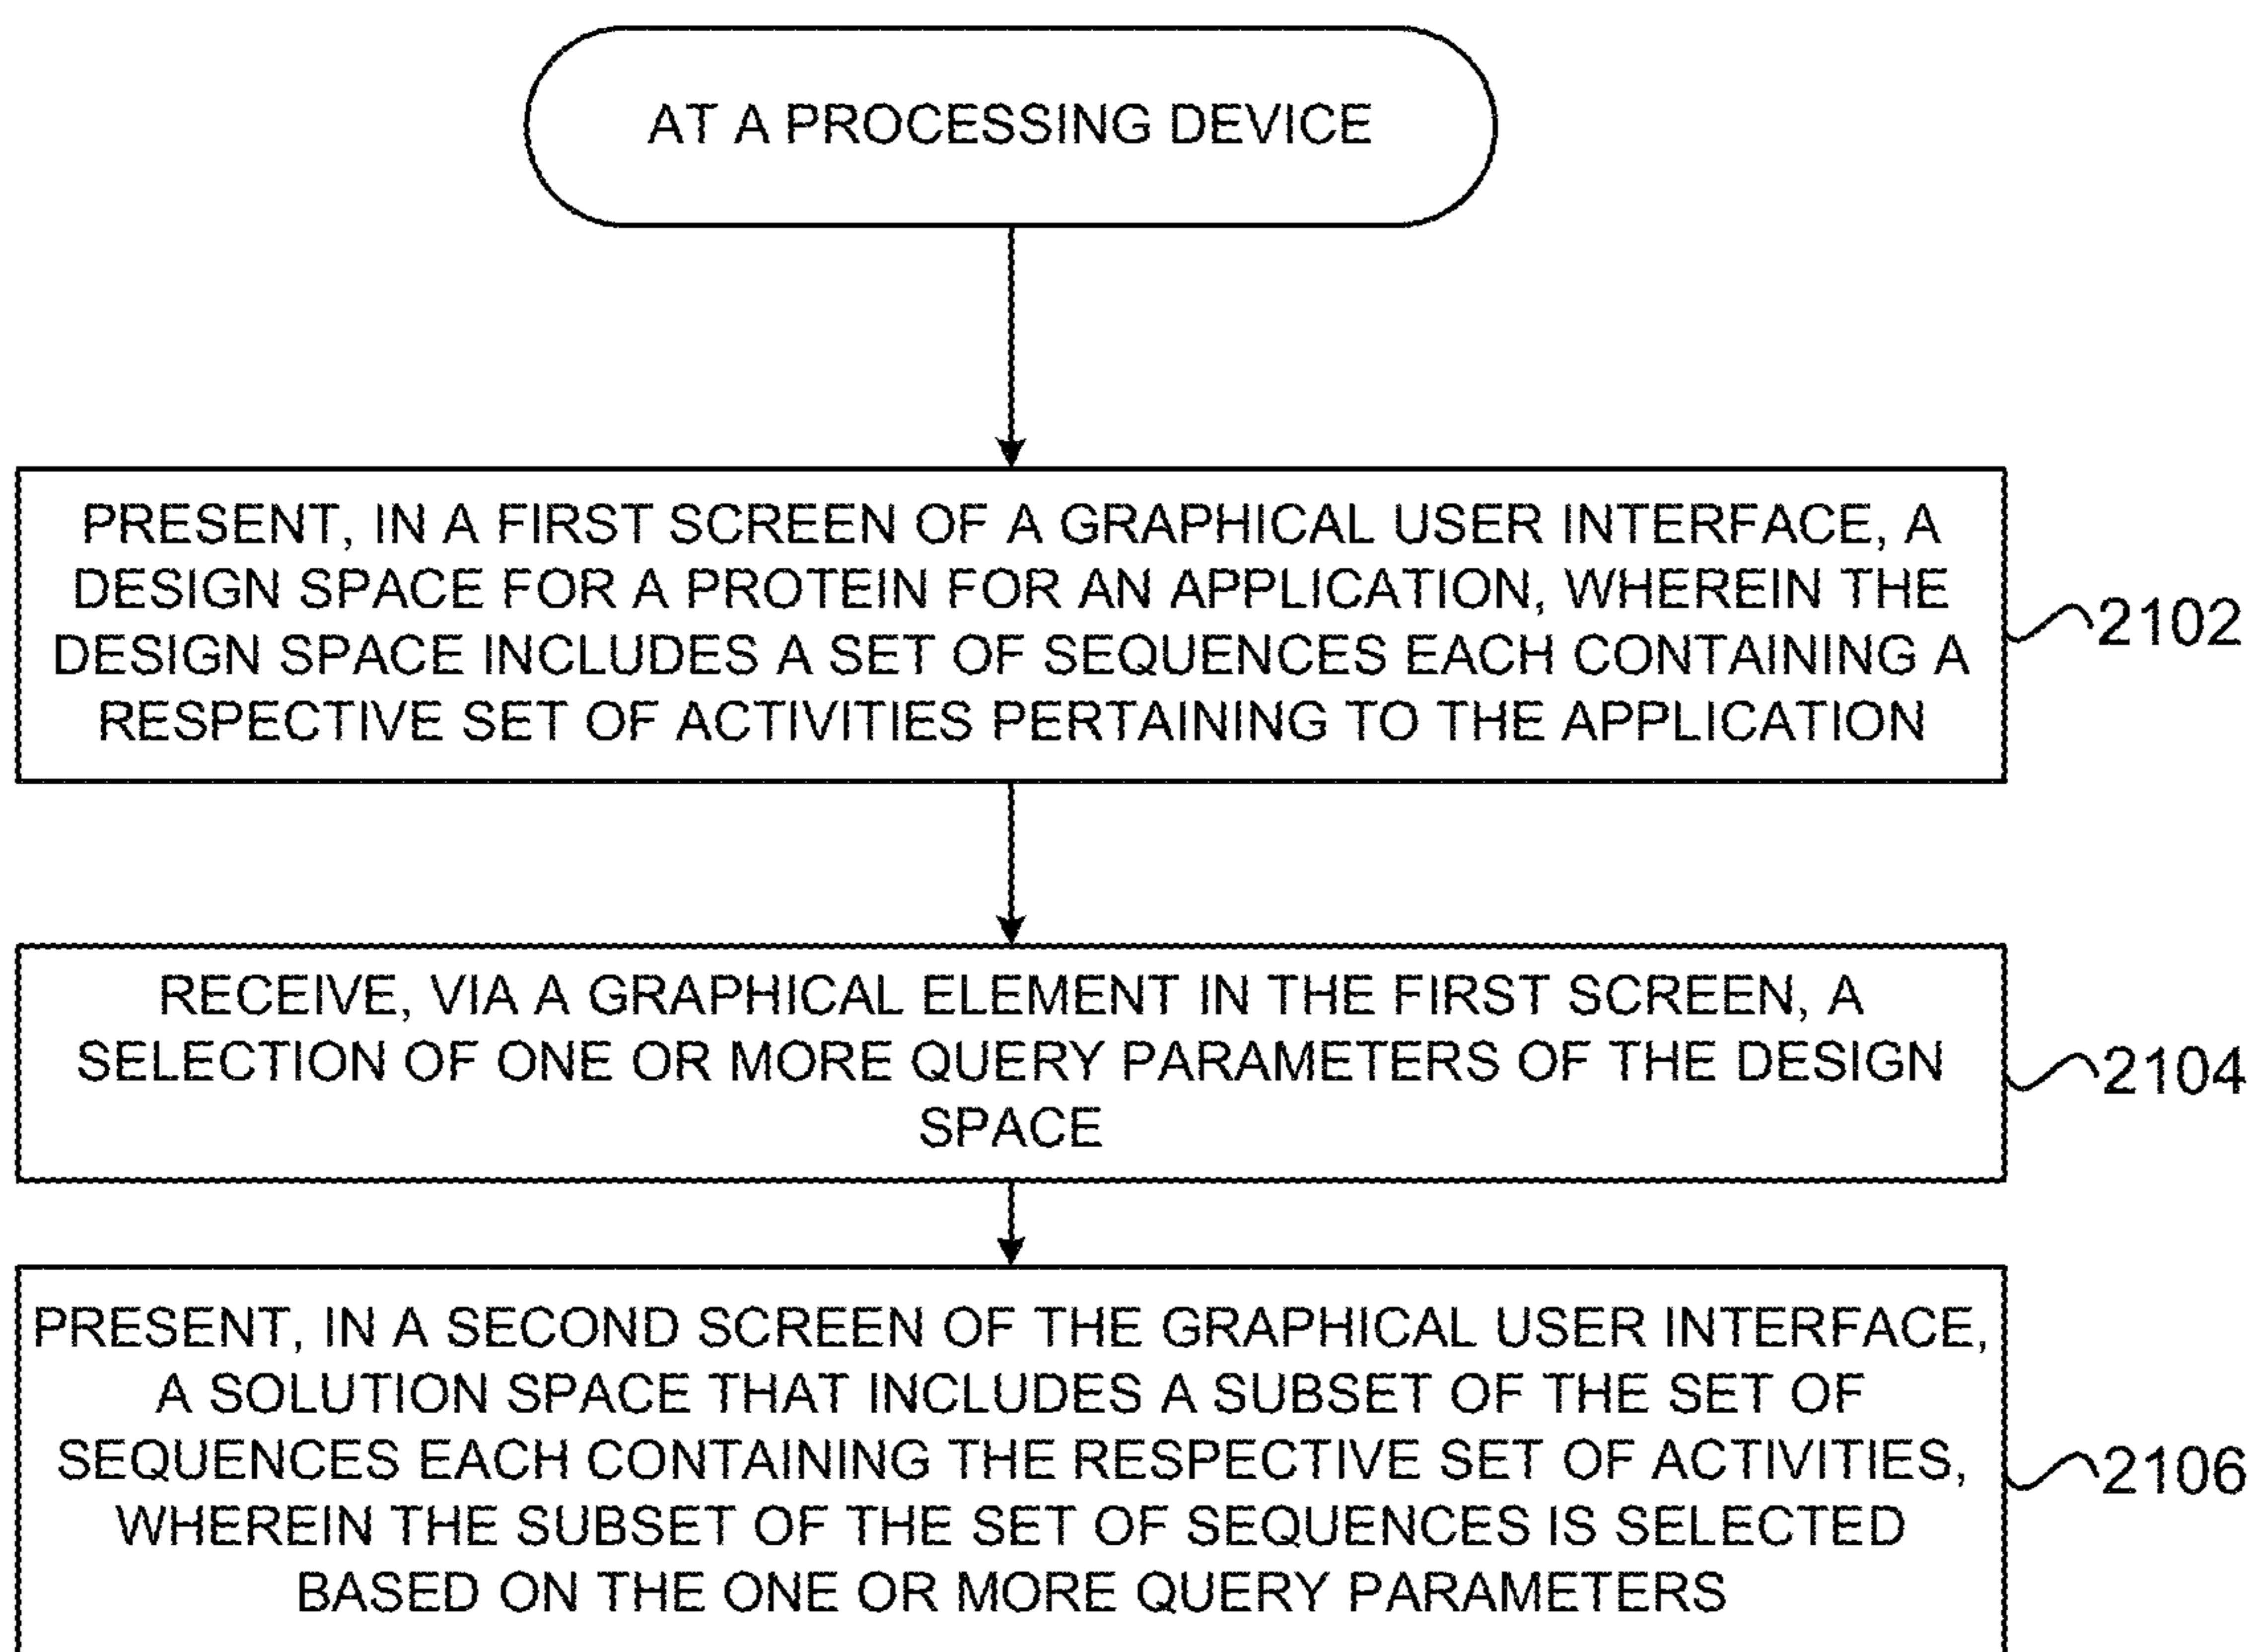 AT A PROCESSING DEVICE
PRESENT, IN A FIRST SCREEN OF A GRAPHICAL USER INTERFACE, A
DESIGN SPACE FOR A PROTEIN FOR AN APPLICATION, WHEREIN THE
DESIGN SPACE INCLUDES A SET OF SEQUENCES EACH CONTAINING A
RESPECTIVE SET OF ACTIVITIES PERTAINING TO THE APPLICATION
2102
RECEIVE, VIA A GRAPHICAL ELEMENT IN THE FIRST SCREEN, A
SELECTION OF ONE OR MORE QUERY PARAMETERS OF THE DESIGN
SPACE
2104
PRESENT, IN A SECOND SCREEN OF THE GRAPHICAL USER INTERFACE,
A SOLUTION SPACE THAT INCLUDES A SUBSET OF THE SET OF
SEQUENCES EACH CONTAINING THE RESPECTIVE SET OF ACTIVITIES,
WHEREIN THE SUBSET OF THE SET OF SEQUENCES IS SELECTED
BASED ON THE ONE OR MORE QUERY PARAMETERS
2106